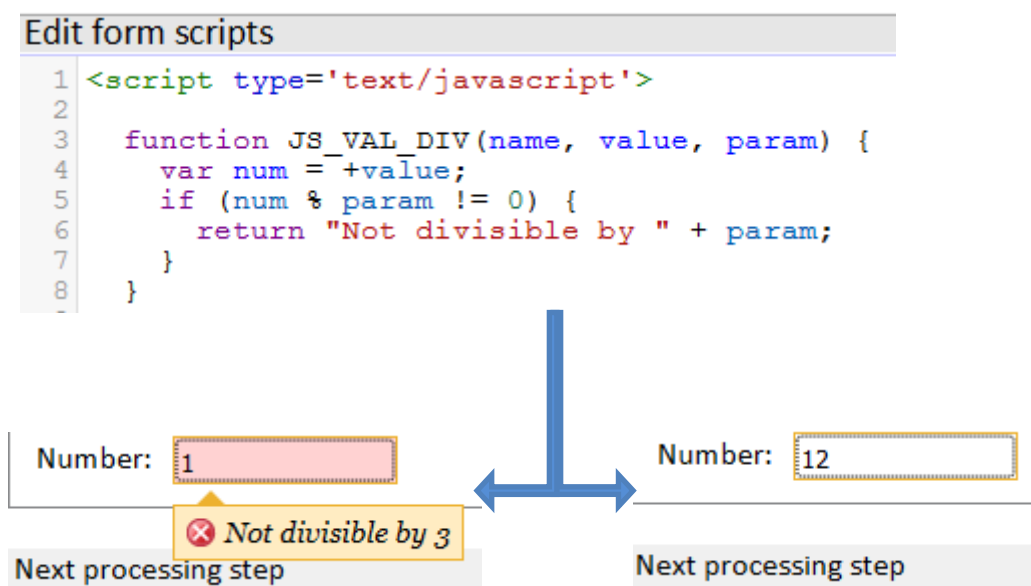 Edit form scripts
1 <script type='text/javascript'>
2
3 function JS_VAL_DIV(name, value, param) {
4 var num = +value;
5 if (num % param != 0) {
6 return "Not divisible by " + param;
7 }
8 }
Number: 1
Number: 12
Not divisible by 3
Next processing step
Next processing step